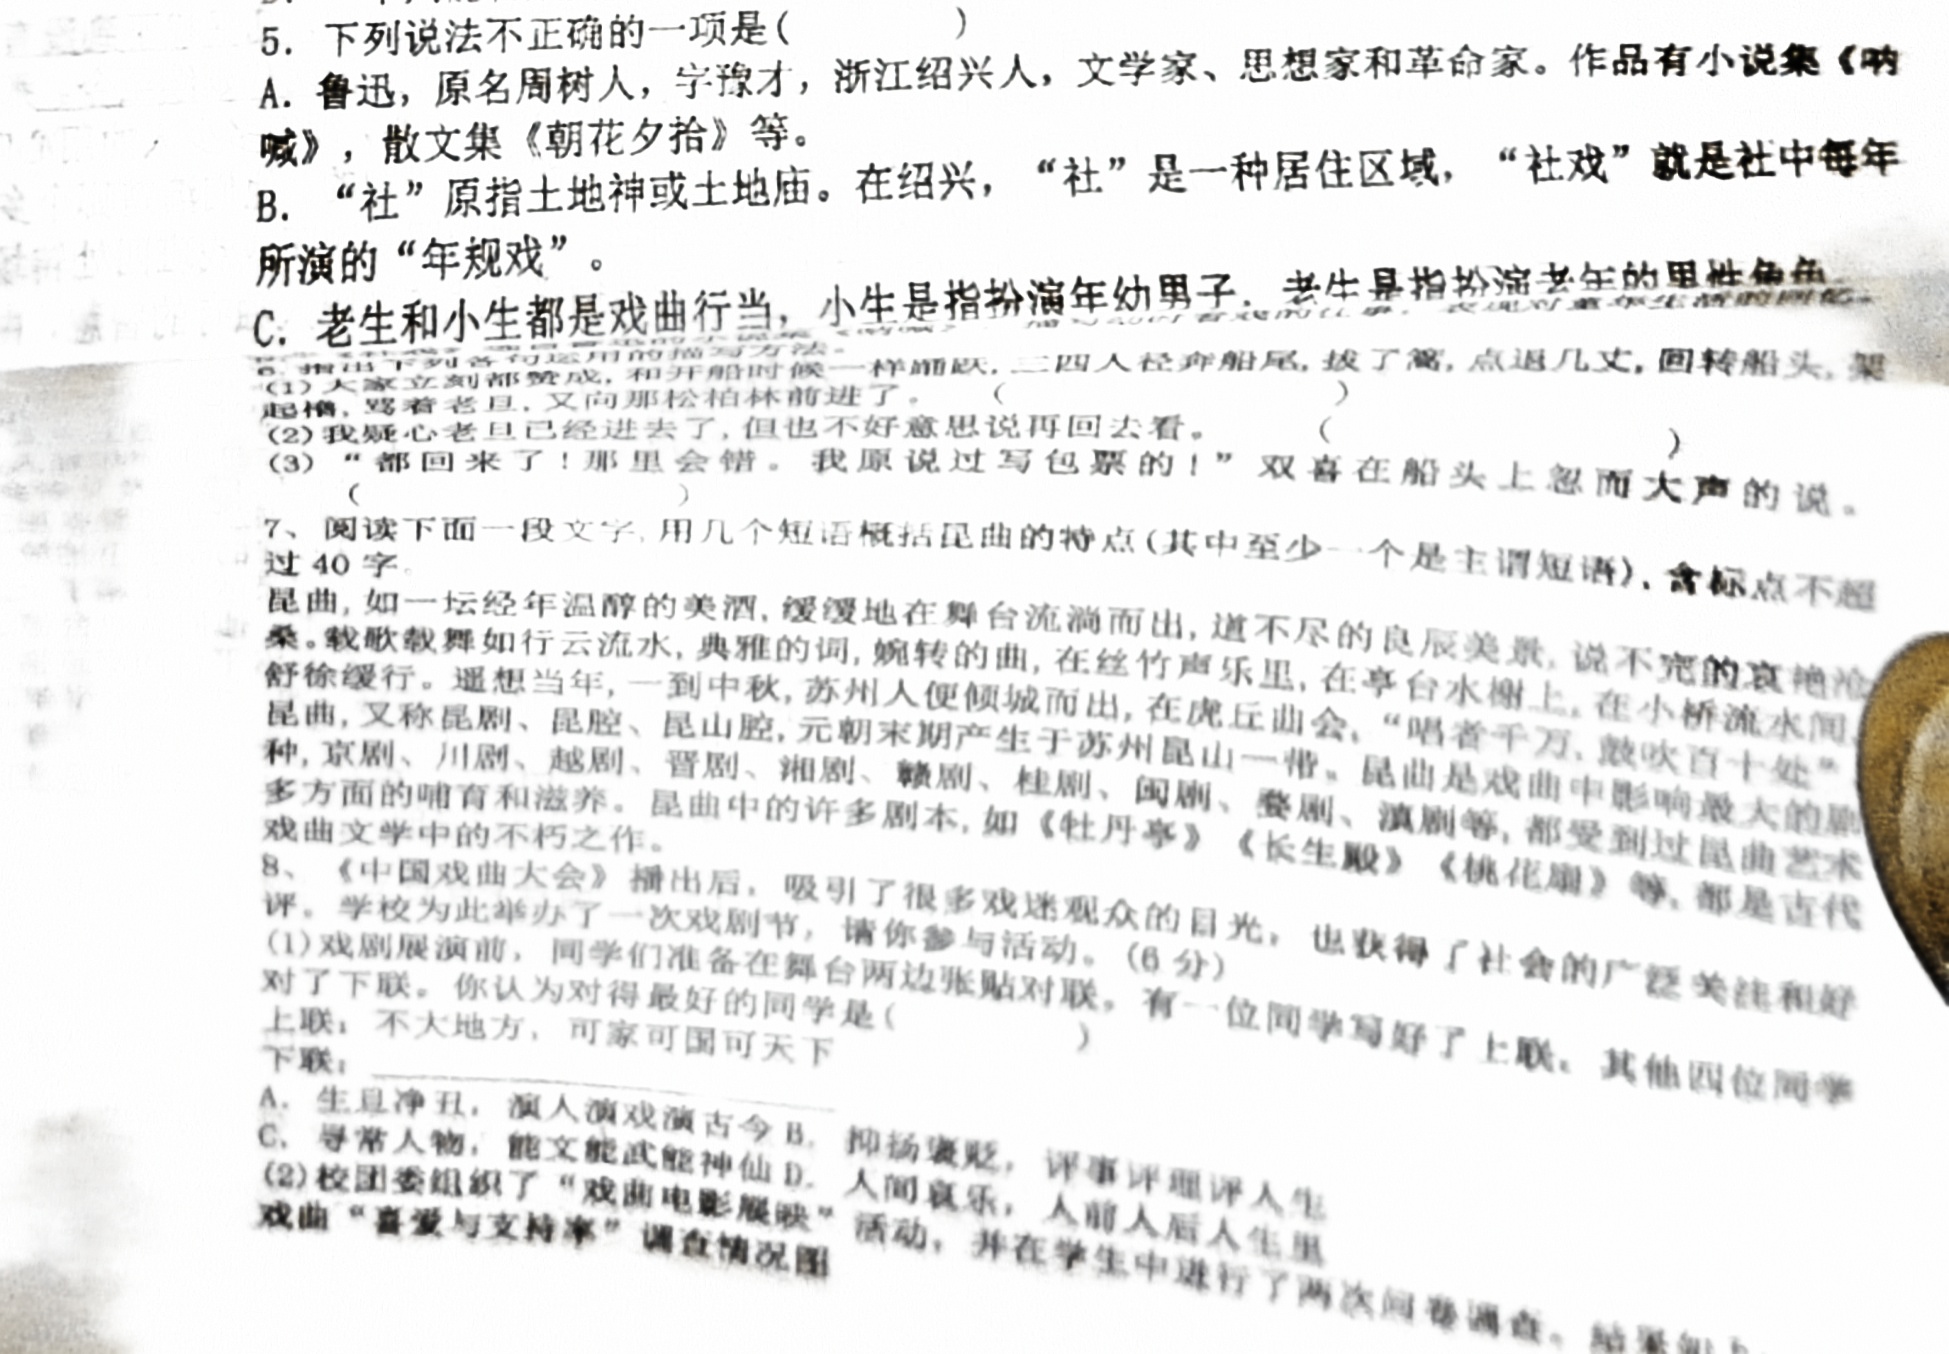 5. 下列说法不正确的一项是(        )
A. 鲁迅，原名周树人，字豫才，浙江绍兴人，文学家、思想家和革命家。作品有小说集《呐
喊》，散文集《朝花夕拾》等。
B. “社”原指土地神或土地庙。在绍兴，“社”是一种居住区域，“社戏”就是社中每年
所演的“年规戏”。
C. 老生和小生都是戏曲行当，小生是指扮演年幼男子，老生是指扮演老年的男性角色
6. 指出下列各句运用的描写方法。
(1)大家立刻都赞成,和开船时候一样踊跃,三四人径奔船尾,拔了篙,点退几丈,回转船头,架
起橹,骂着老旦,又向那松柏林前进了。 (        )
(2)我疑心老旦已经进去了,但也不好意思说再回去看。 (        )
(3)“都回来了!那里会错。我原说过写包票的!”双喜在船头上忽而大声的说。
(        )
7、阅读下面一段文字,用几个短语概括昆曲的特点(其中至少一个是主谓短语),含标点不超
过40字。
昆曲,如一坛经年温醇的美酒,缓缓地在舞台流淌而出,道不尽的良辰美景,说不完的哀艳沧
桑。载歌载舞如行云流水,典雅的词,婉转的曲,在丝竹声乐里,在亭台水榭上,在小桥流水间,
舒徐缓行。遥想当年,一到中秋,苏州人便倾城而出,在虎丘曲会,“唱者千万,鼓吹百十处”
昆曲,又称昆剧、昆腔、昆山腔,元朝末期产生于苏州昆山一带。昆曲是戏曲中影响最大的剧
种,京剧、川剧、越剧、晋剧、湘剧、赣剧、桂剧、闽剧、婺剧、滇剧等,都受到过昆曲艺术
多方面的哺育和滋养。昆曲中的许多剧本,如《牡丹亭》《长生殿》《桃花扇》等,都是古代
戏曲文学中的不朽之作。
8、《中国戏曲大会》播出后，吸引了很多戏迷观众的目光，也获得了社会的广泛关注和好
评。学校为此举办了一次戏剧节，请你参与活动。(6分)
(1)戏剧展演前，同学们准备在舞台两边张贴对联。有一位同学写好了上联，其他四位同学
对了下联。你认为对得最好的同学是(        )
上联：不大地方，可家可国可天下
下联：
A. 生旦净丑，演人演戏演古今 B. 抑扬褒贬，评事评理评人生
C. 寻常人物，能文能武能神仙 D. 人间哀乐，人前人后人生里
(2)校团委组织了“戏曲电影展映”活动，并在学生中进行了两次问卷调查。结果如
戏曲“喜爱与支持率”调查情况图